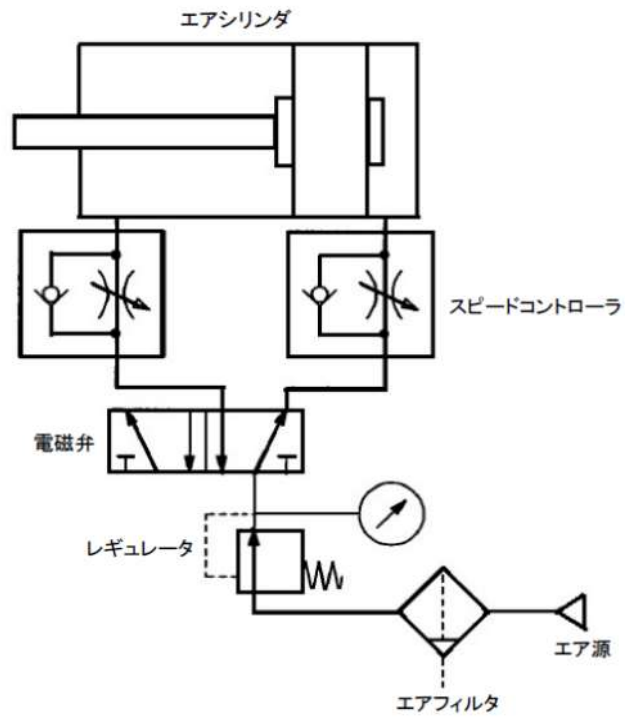 エアシリンダ
スピードコントローラ
電磁弁
レギュレータ
エア源
エアフィルタ